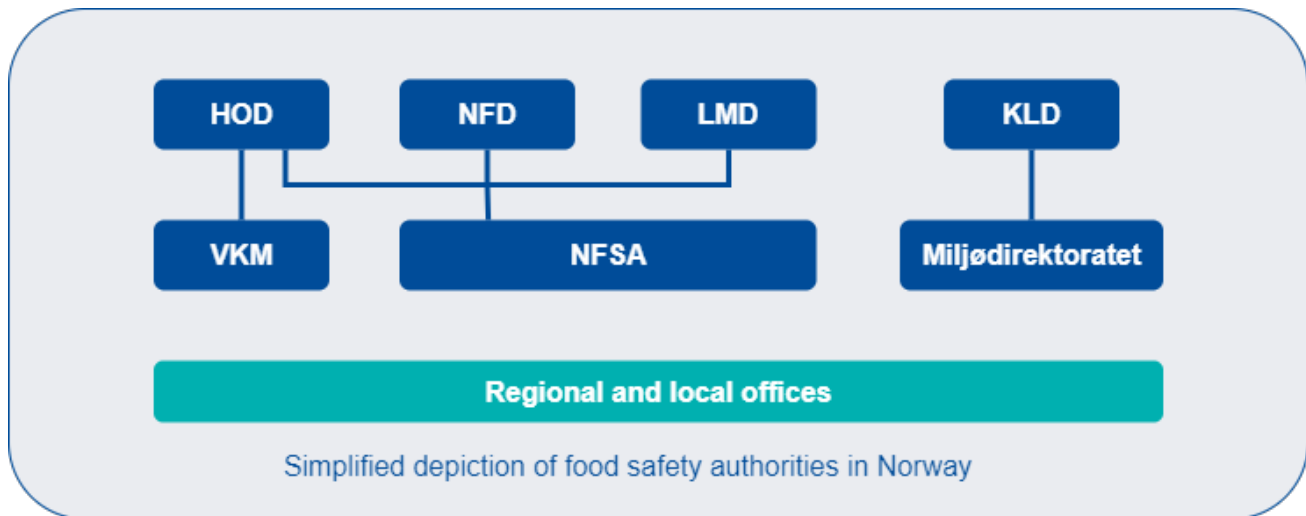 HOD
NFD
LMD
KLD
VKM
NFSA
Miljødirektoratet
Regional and local offices
Simplified depiction of food safety authorities in Norway